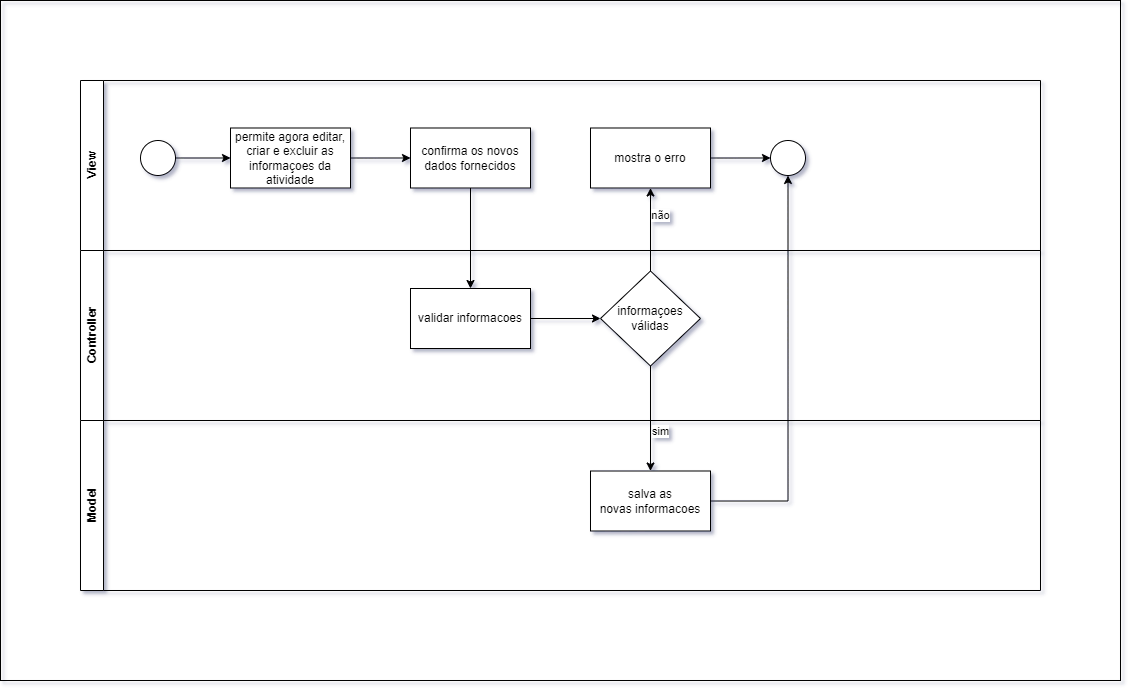 View
permite agora editar,
criar e excluir as
informaçoes da
atividade
confirma os novos
dados fornecidos
mostra o erro
não
Controller
validar informacoes
informaçoes
válidas
sim
Model
salva as
novas informacoes